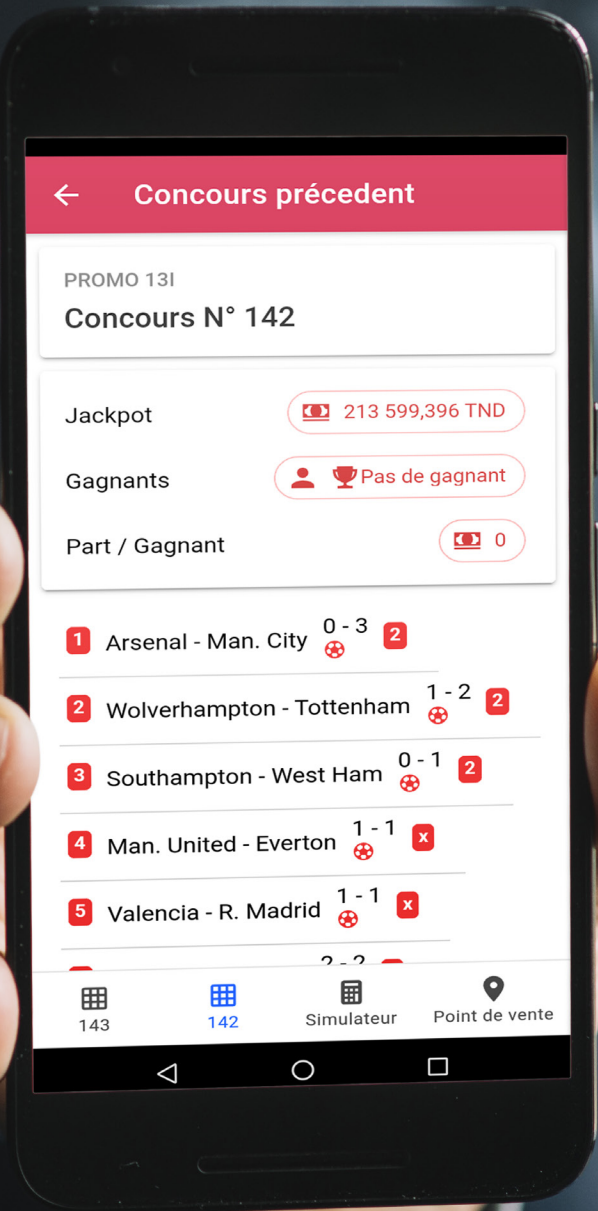 Concours précedent
PROMO 13I
Concours N° 142
Jackpot 213 599,396 TND
Gagnants Pas de gagnant
Part / Gagnant 0
1 Arsenal - Man. City 0 - 3 2
2 Wolverhampton - Tottenham 1 - 2 2
3 Southampton - West Ham 0 - 1 2
4 Man. United - Everton 1 - 1 x
5 Valencia - R. Madrid 1 - 1 x
2 - 2
143 142 Simulateur Point de vente